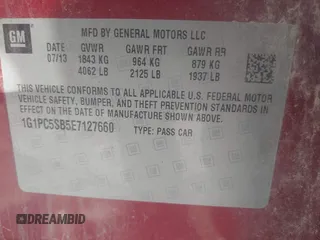 GM
MFD BY GENERAL MOTORS LLC
DATE GVWR GAWR FRT GAWR RR
07/13 1843 KG 964 KG 879 KG
4062 LB 2125 LB 1937 LB
THIS VEHICLE CONFORMS TO ALL APPLICABLE U.S. FEDERAL MOTOR
VEHICLE SAFETY, BUMPER, AND THEFT PREVENTION STANDARDS
IN EFFECT ON THE DATE OF MANUFACTURE SHOWN ABOVE.
1G1PC5SB5E7127660 TYPE: PASS CAR
DREAMBID